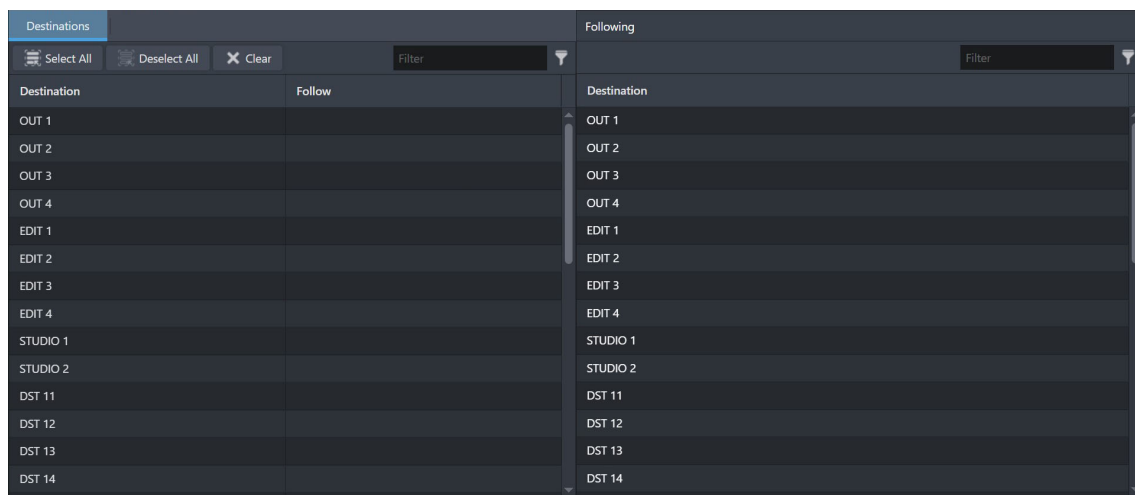 Destinations
Following
Select All Deselect All Clear Filter
Filter
Destination Follow
Destination
OUT 1
OUT 2
OUT 3
OUT 4
EDIT 1
EDIT 2
EDIT 3
EDIT 4
STUDIO 1
STUDIO 2
DST 11
DST 12
DST 13
DST 14
OUT 1
OUT 2
OUT 3
OUT 4
EDIT 1
EDIT 2
EDIT 3
EDIT 4
STUDIO 1
STUDIO 2
DST 11
DST 12
DST 13
DST 14